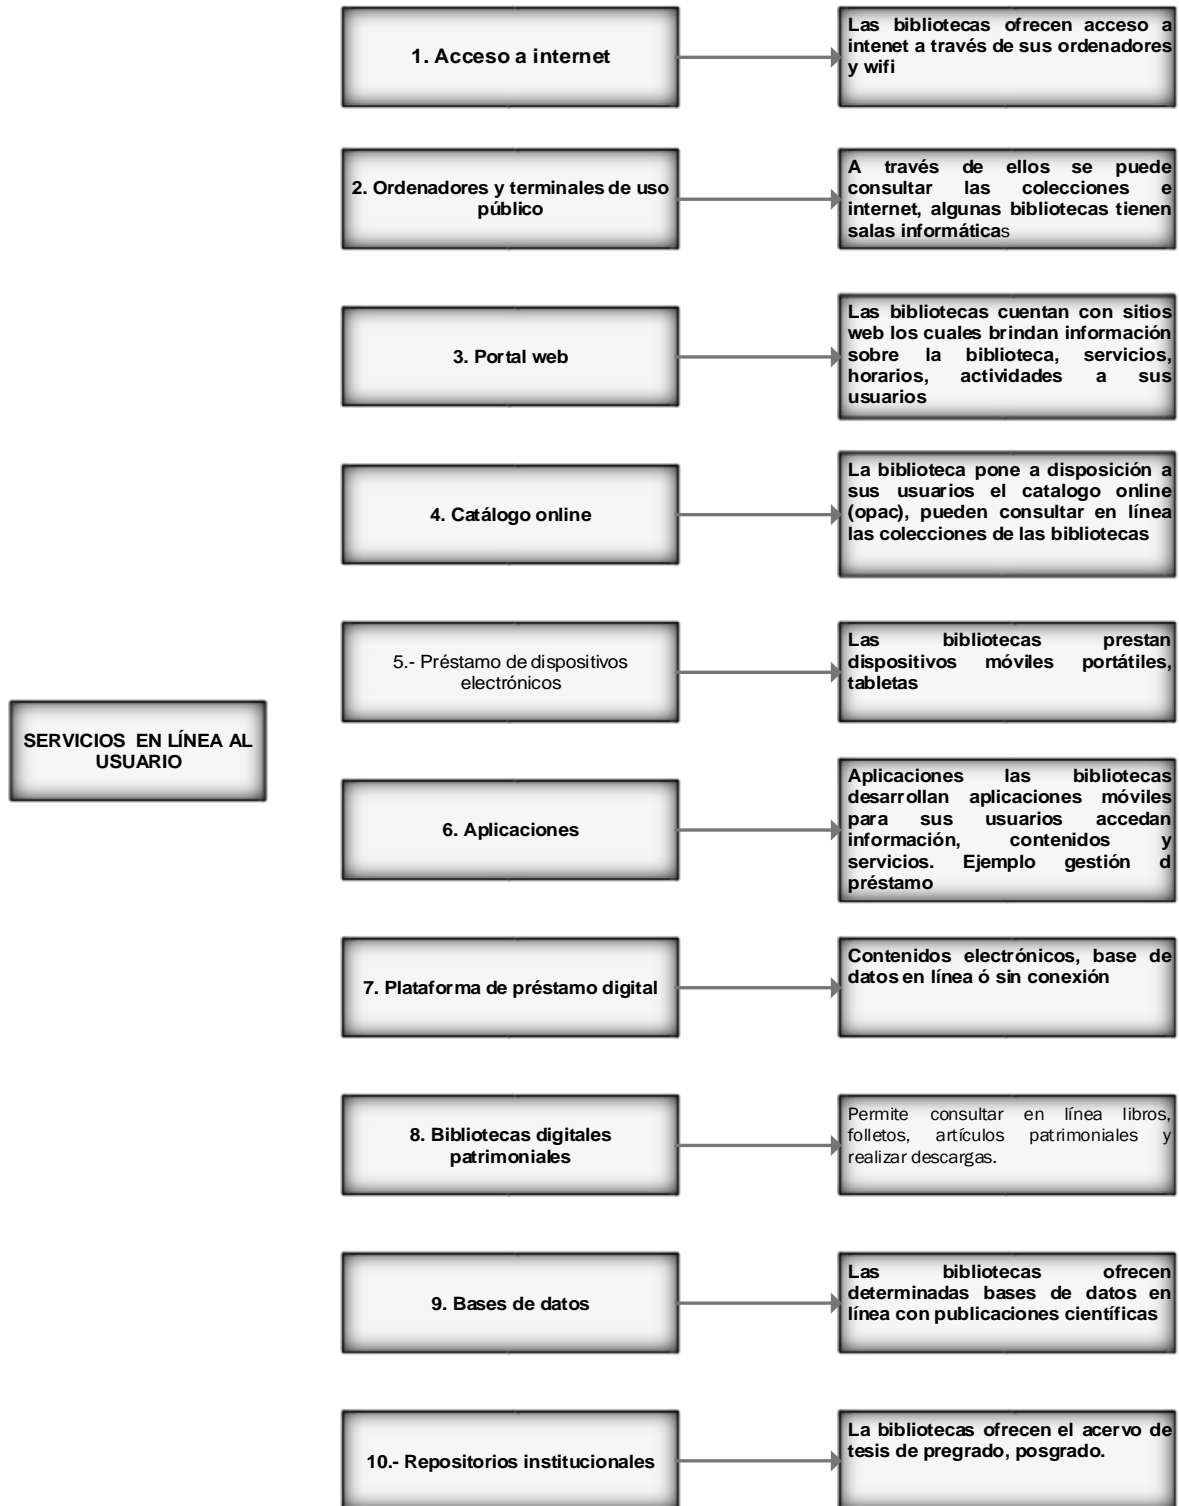 1. Acceso a internet
Las bibliotecas ofrecen acceso a
intenet a través de sus ordenadores
y wifi
2. Ordenadores y terminales de uso
público
A través de ellos se puede
consultar las colecciones e
internet, algunas bibliotecas tienen
salas informáticas
3. Portal web
Las bibliotecas cuentan con sitios
web los cuales brindan información
sobre la biblioteca, servicios,
horarios, actividades a sus
usuarios
4. Catálogo online
La biblioteca pone a disposición a
sus usuarios el catalogo online
(opac), pueden consultar en línea
las colecciones de las bibliotecas
5.- Préstamo de dispositivos
electrónicos
Las bibliotecas prestan
dispositivos móviles portátiles,
tabletas
SERVICIOS EN LÍNEA AL
USUARIO
6. Aplicaciones
Aplicaciones las bibliotecas
desarrollan aplicaciones móviles
para sus usuarios accedan
información, contenidos y
servicios. Ejemplo gestión d
préstamo
7. Plataforma de préstamo digital
Contenidos electrónicos, base de
datos en línea ó sin conexión
8. Bibliotecas digitales
patrimoniales
Permite consultar en línea libros,
folletos, artículos patrimoniales y
realizar descargas.
9. Bases de datos
Las bibliotecas ofrecen
determinadas bases de datos en
línea con publicaciones científicas
10.- Repositorios institucionales
La bibliotecas ofrecen el acervo de
tesis de pregrado, posgrado.